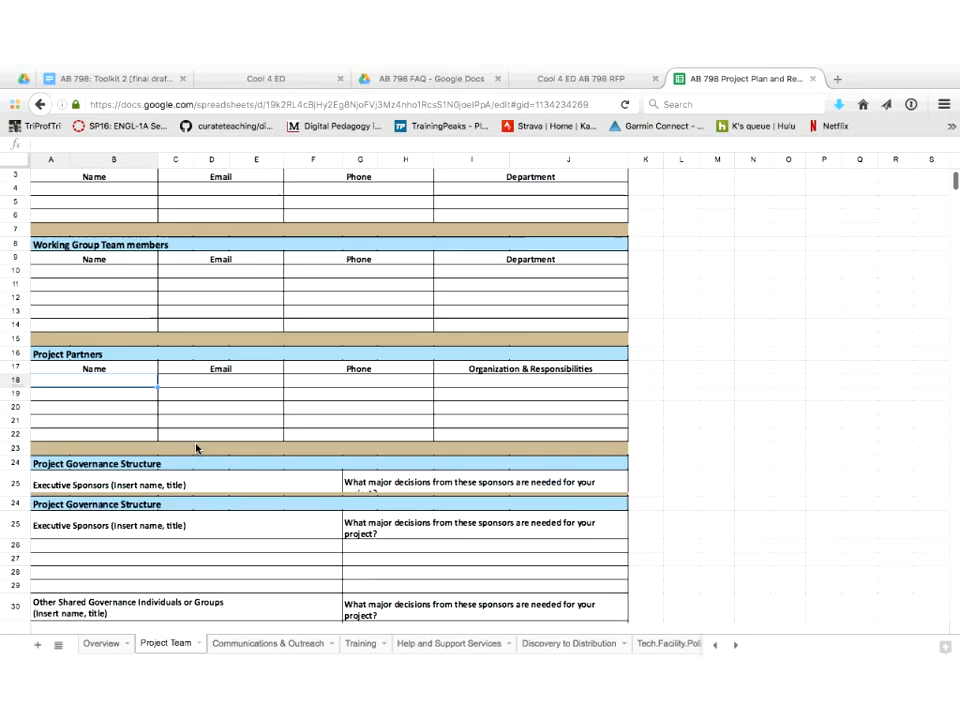 AB 798: Toolkit 2 [final draf...
Cool 4 ED
AB 798 FAQ - Google Docs
Cool 4 ED AB 798 RFP
AB 798 Project Plan and Re...
https://docs.google.com/spreadsheets/d/19k2RL4cBjHy2Eg8NjoFVj3Mz4nho1RcsS1N0joeIPpA/edit#gid=1134234269
Search
TriProfTri
SP16: ENGL-1A Se...
curateteaching/di...
Digital Pedagogy i...
TrainingPeaks - Pl...
Strava | Home | Ka...
Garmin Connect - ...
K's queue | Hulu
Netflix
fx
A B C D E F G H I J K L M N O P Q R S
3 Name Email Phone Department
4
5
6
7
8 Working Group Team members
9 Name Email Phone Department
10
11
12
13
14
15
16 Project Partners
17 Name Email Phone Organization & Responsibilities
18
19
20
21
22
23
24 Project Governance Structure
25 Executive Sponsors (Insert name, title) What major decisions from these sponsors are needed for your
24 Project Governance Structure
25 Executive Sponsors (Insert name, title) What major decisions from these sponsors are needed for your
project?
26
27
28
29
30 Other Shared Governance Individuals or Groups What major decisions from these sponsors are needed for your
(Insert name, title) project?
Overview Project Team Communications & Outreach Training Help and Support Services Discovery to Distribution Tech.Facility.Pol